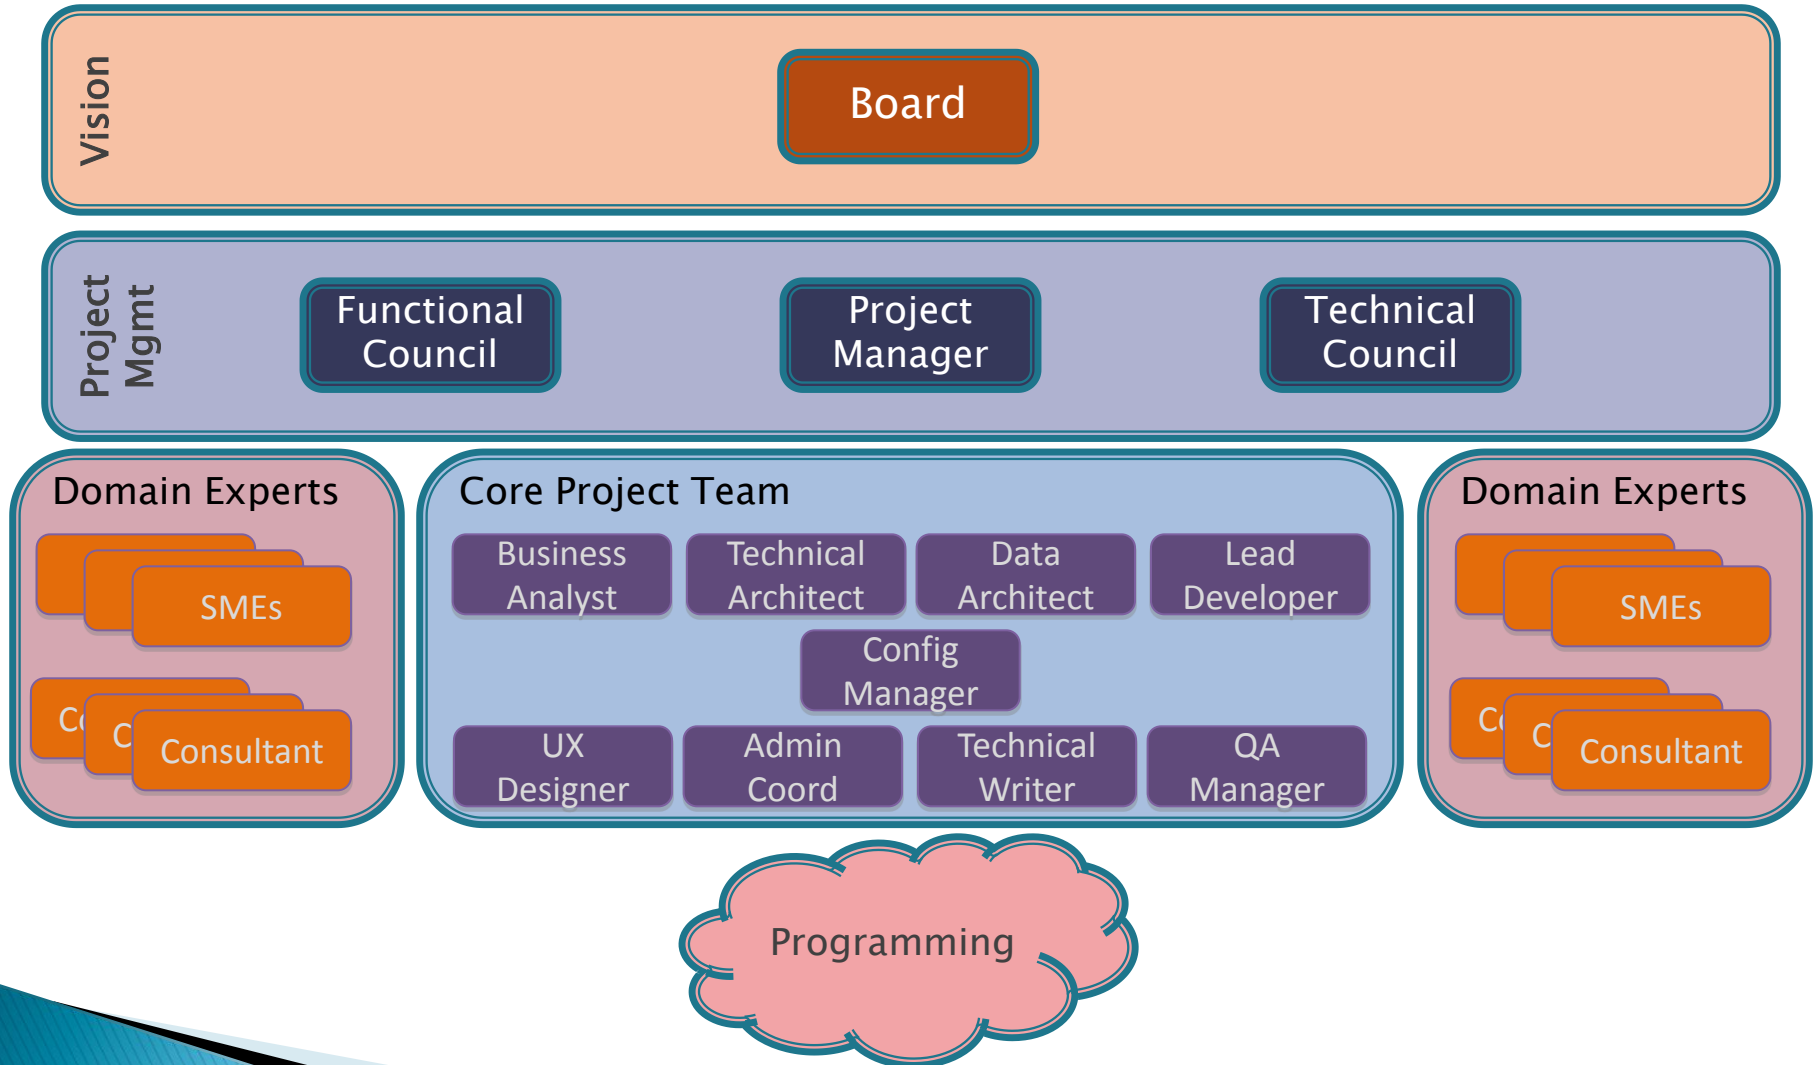 Vision
Board
Project
Mgmt
Functional
Council
Project
Manager
Technical
Council
Domain Experts
SMEs
Consultant
Core Project Team
Business
Analyst
Technical
Architect
Data
Architect
Lead
Developer
Config
Manager
UX
Designer
Admin
Coord
Technical
Writer
QA
Manager
Domain Experts
SMEs
Consultant
Programming